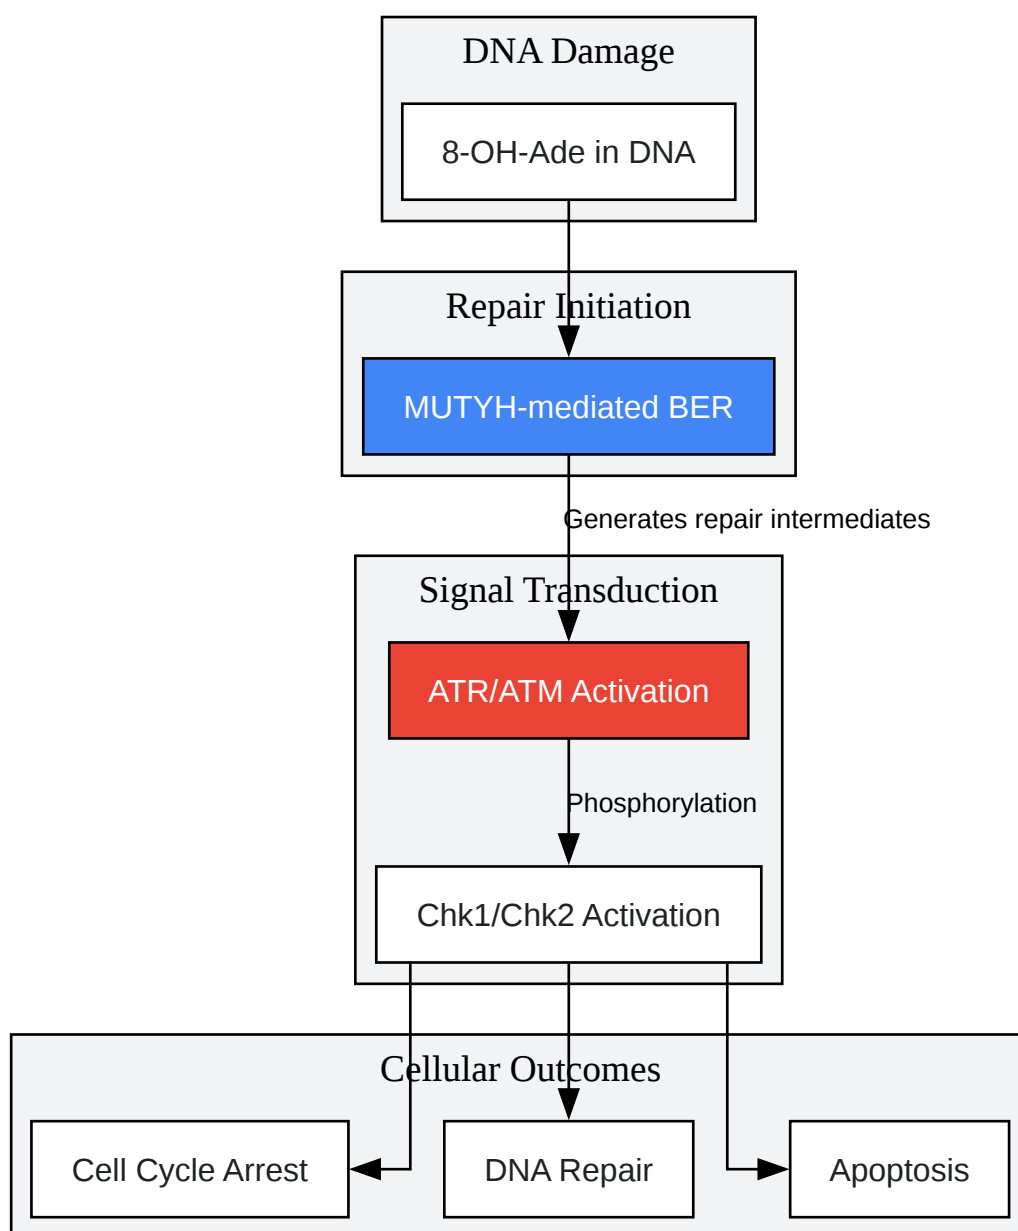 DNA Damage
8-OH-Ade in DNA
Repair Initiation
MUTYH-mediated BER
Generates repair intermediates
Signal Transduction
ATR/ATM Activation
Phosphorylation
Chk1/Chk2 Activation
Cellular Outcomes
Cell Cycle Arrest
DNA Repair
Apoptosis